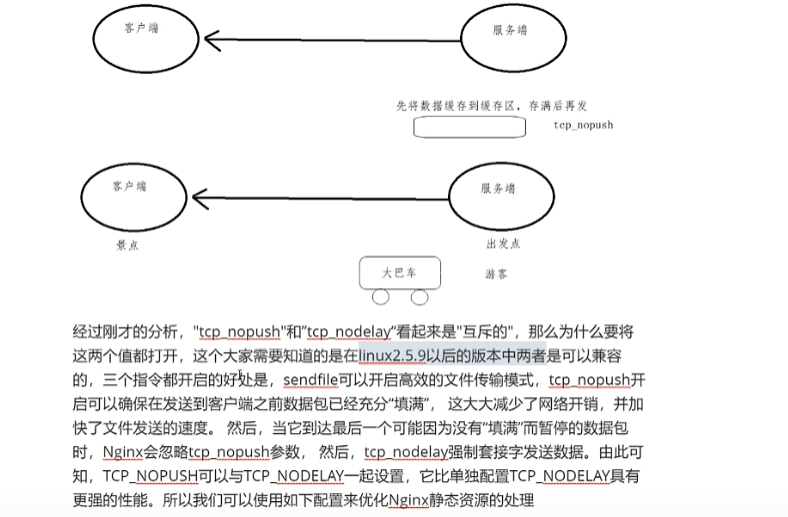 客户端
服务端
先将数据缓存到缓存区，存满后再发
tcp_nopush
客户端
服务端
景点
出发点
大巴车
游客
经过刚才的分析，"tcp_nopush"和”tcp_nodelay“看起来是"互斥的"，那么为什么要将
这两个值都打开，这个大家需要知道的是在linux2.5.9以后的版本中两者是可以兼容
的，三个指令都开启的好处是，sendfile可以开启高效的文件传输模式，tcp_nopush开
启可以确保在发送到客户端之前数据包已经充分“填满”， 这大大减少了网络开销，并加
快了文件发送的速度。 然后，当它到达最后一个可能因为没有“填满”而暂停的数据包
时，Nginx会忽略tcp_nopush参数， 然后，tcp_nodelay强制套接字发送数据。由此可
知，TCP_NOPUSH可以与TCP_NODELAY一起设置，它比单独配置TCP_NODELAY具有
更强的性能。所以我们可以使用如下配置来优化Nginx静态资源的处理